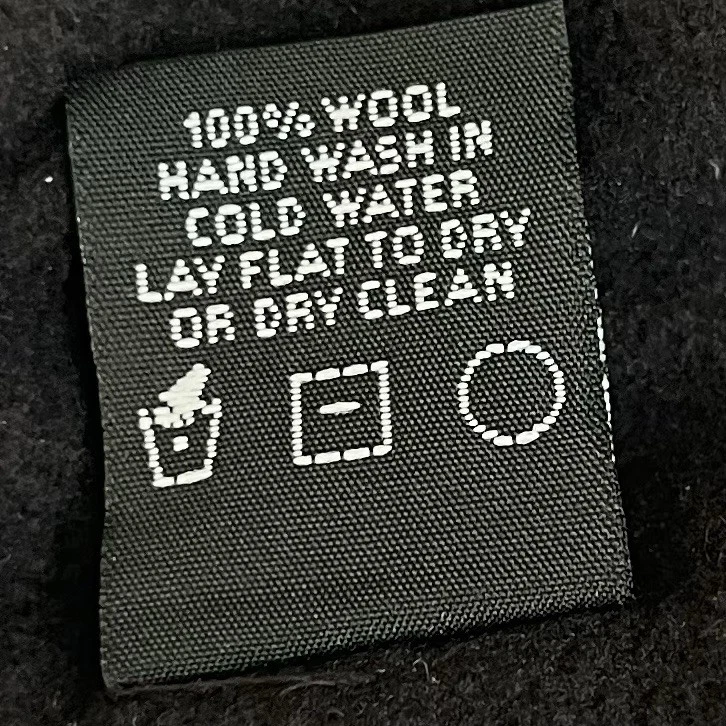 100% WOOL
HAND WASH IN
COLD WATER
LAY FLAT TO DRY
OR DRY CLEAN